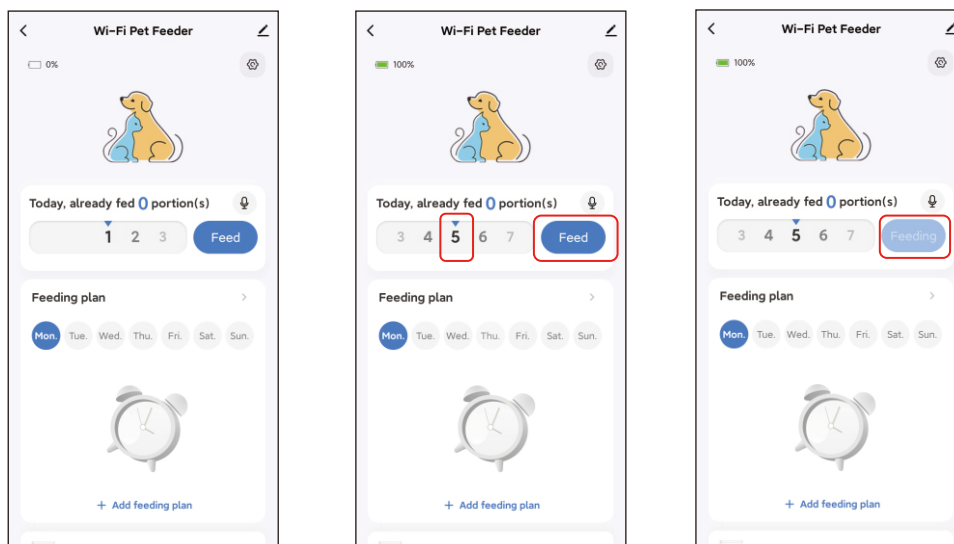 Wi-Fi Pet Feeder
0%
Today, already fed 0 portion(s)
1 2 3 Feed
Feeding plan
Mon. Tue. Wed. Thu. Fri. Sat. Sun.
+ Add feeding plan
Wi-Fi Pet Feeder
100%
Today, already fed 0 portion(s)
3 4 5 6 7 Feed
Feeding plan
Mon. Tue. Wed. Thu. Fri. Sat. Sun.
+ Add feeding plan
Wi-Fi Pet Feeder
100%
Today, already fed 0 portion(s)
3 4 5 6 7 Feeding
Feeding plan
Mon. Tue. Wed. Thu. Fri. Sat. Sun.
+ Add feeding plan